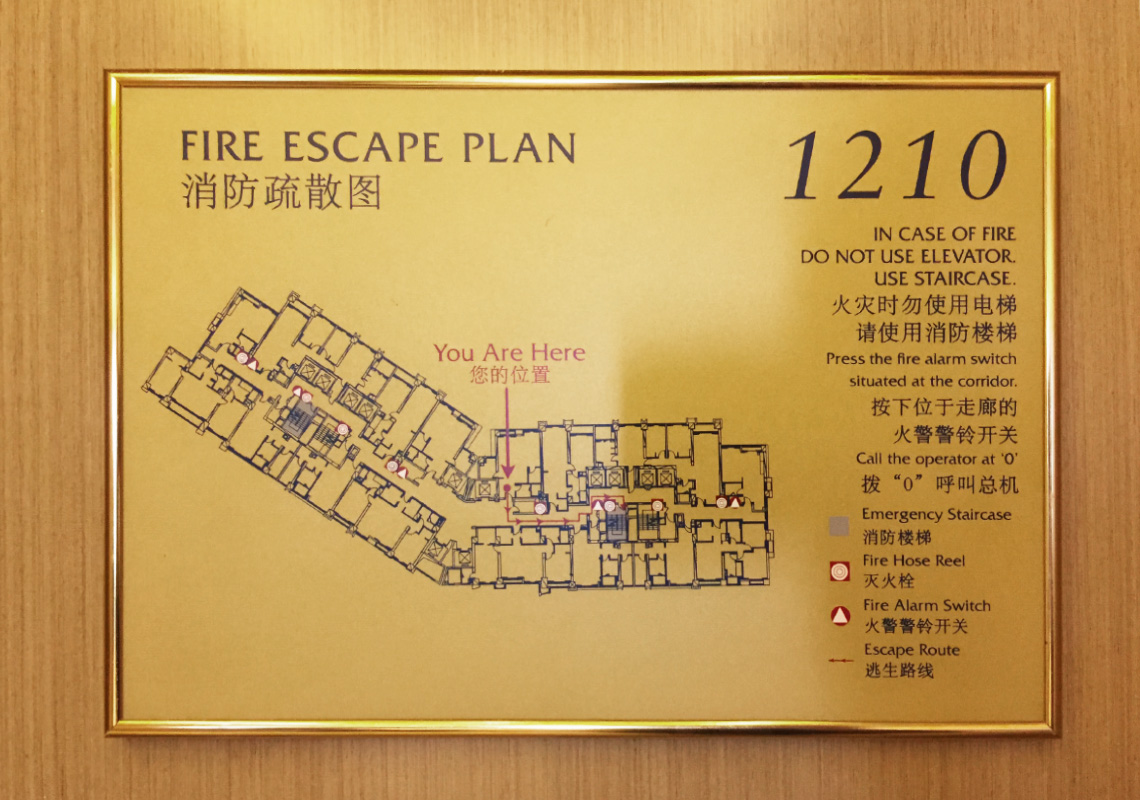 FIRE ESCAPE PLAN
消防疏散图
1210
IN CASE OF FIRE
DO NOT USE ELEVATOR.
USE STAIRCASE.
火灾时勿使用电梯
请使用消防楼梯
Press the fire alarm switch
situated at the corridor.
按下位于走廊的
火警警铃开关
Call the operator at ‘0’
拨“0”呼叫总机
You Are Here
您的位置
Emergency Staircase
消防楼梯
Fire Hose Reel
灭火栓
Fire Alarm Switch
火警警铃开关
Escape Route
逃生路线